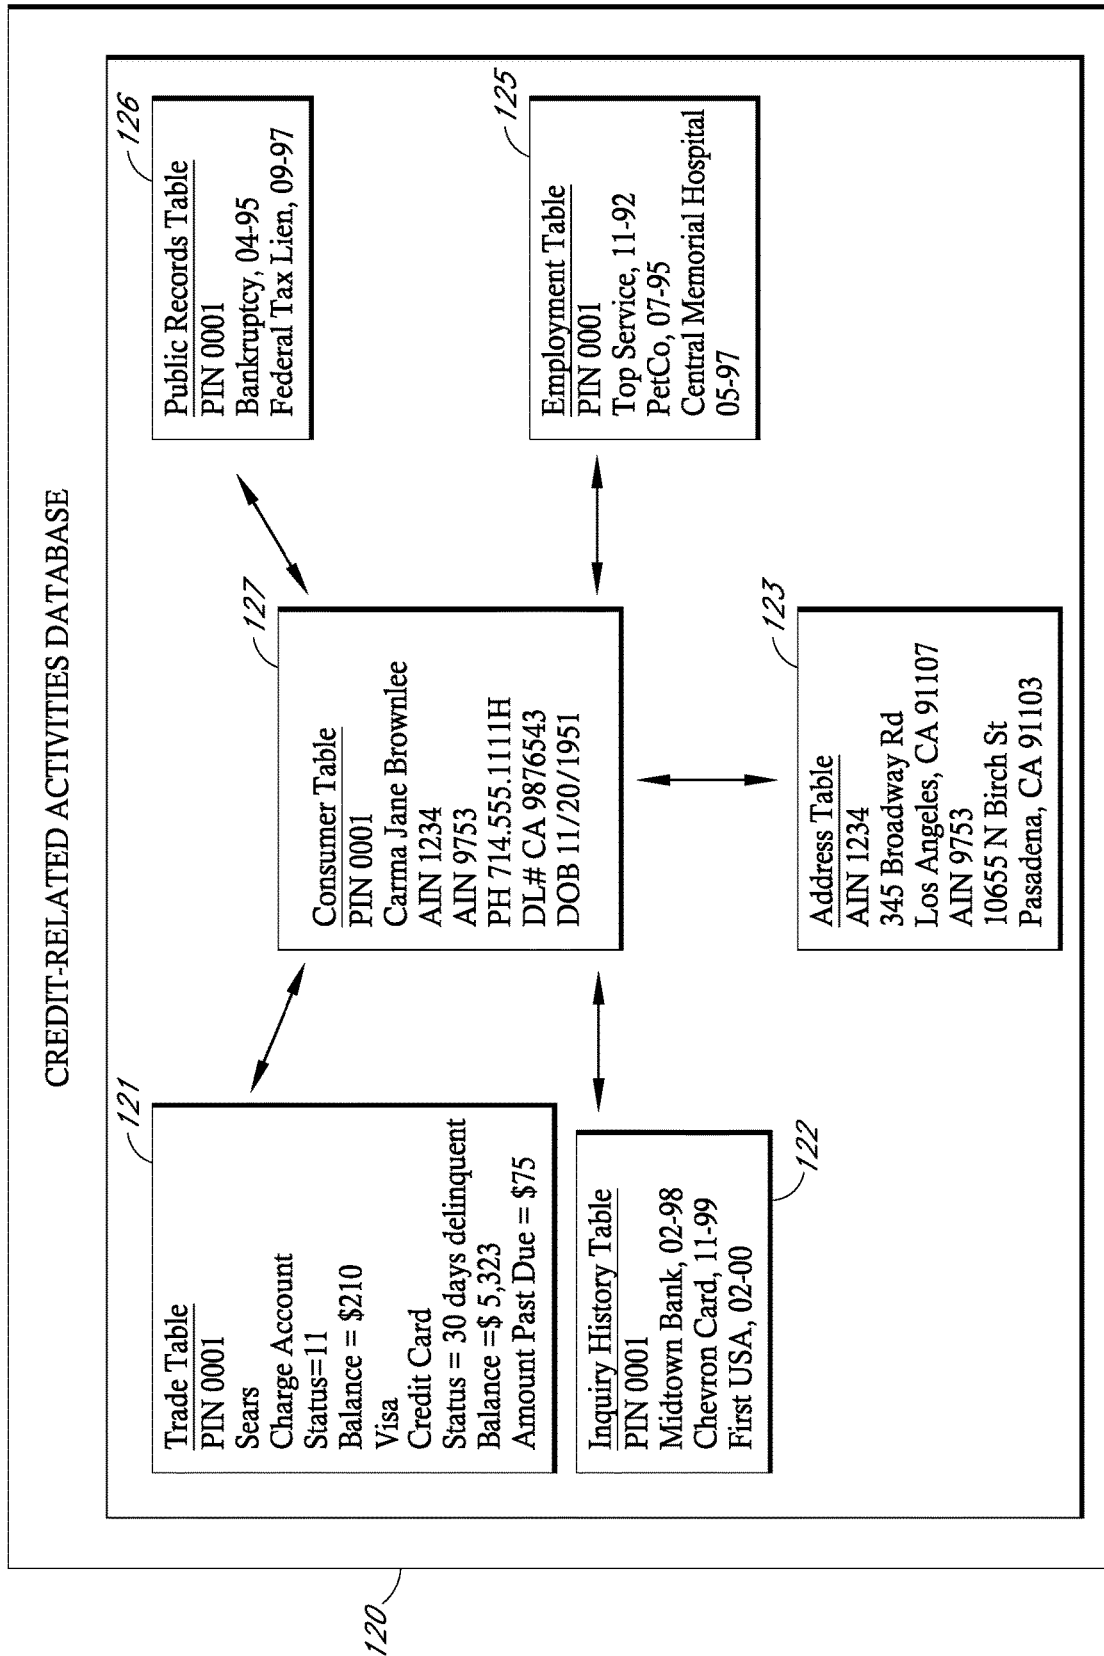 CREDIT-RELATED ACTIVITIES DATABASE
120
121
Trade Table
PIN 0001
Sears
Charge Account
Status=11
Balance = $210
Visa
Credit Card
Status = 30 days delinquent
Balance =$ 5,323
Amount Past Due = $75
122
Inquiry History Table
PIN 0001
Midtown Bank, 02-98
Chevron Card, 11-99
First USA, 02-00
127
Consumer Table
PIN 0001
Carma Jane Brownlee
AIN 1234
AIN 9753
PH 714.555.1111H
DL# CA 9876543
DOB 11/20/1951
123
Address Table
AIN 1234
345 Broadway Rd
Los Angeles, CA 91107
AIN 9753
10655 N Birch St
Pasadena, CA 91103
126
Public Records Table
PIN 0001
Bankruptcy, 04-95
Federal Tax Lien, 09-97
125
Employment Table
PIN 0001
Top Service, 11-92
PetCo, 07-95
Central Memorial Hospital
05-97